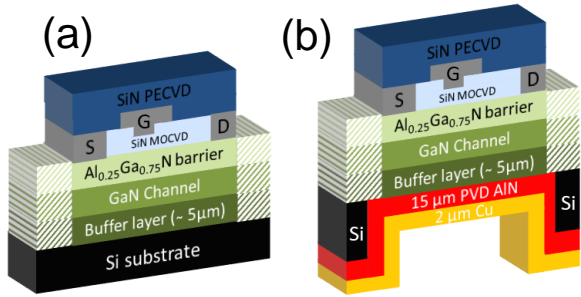 (a)
SiN PECVD
G
S
SiN MOCVD
D
Al0.25Ga0.75N barrier
GaN Channel
Buffer layer (~ 5µm)
Si substrate
(b)
SiN PECVD
G
S
SiN MOCVD
D
Al0.25Ga0.75N barrier
GaN Channel
Buffer layer (~ 5µm)
15 µm PVD AlN
2 µm Cu
Si
Si